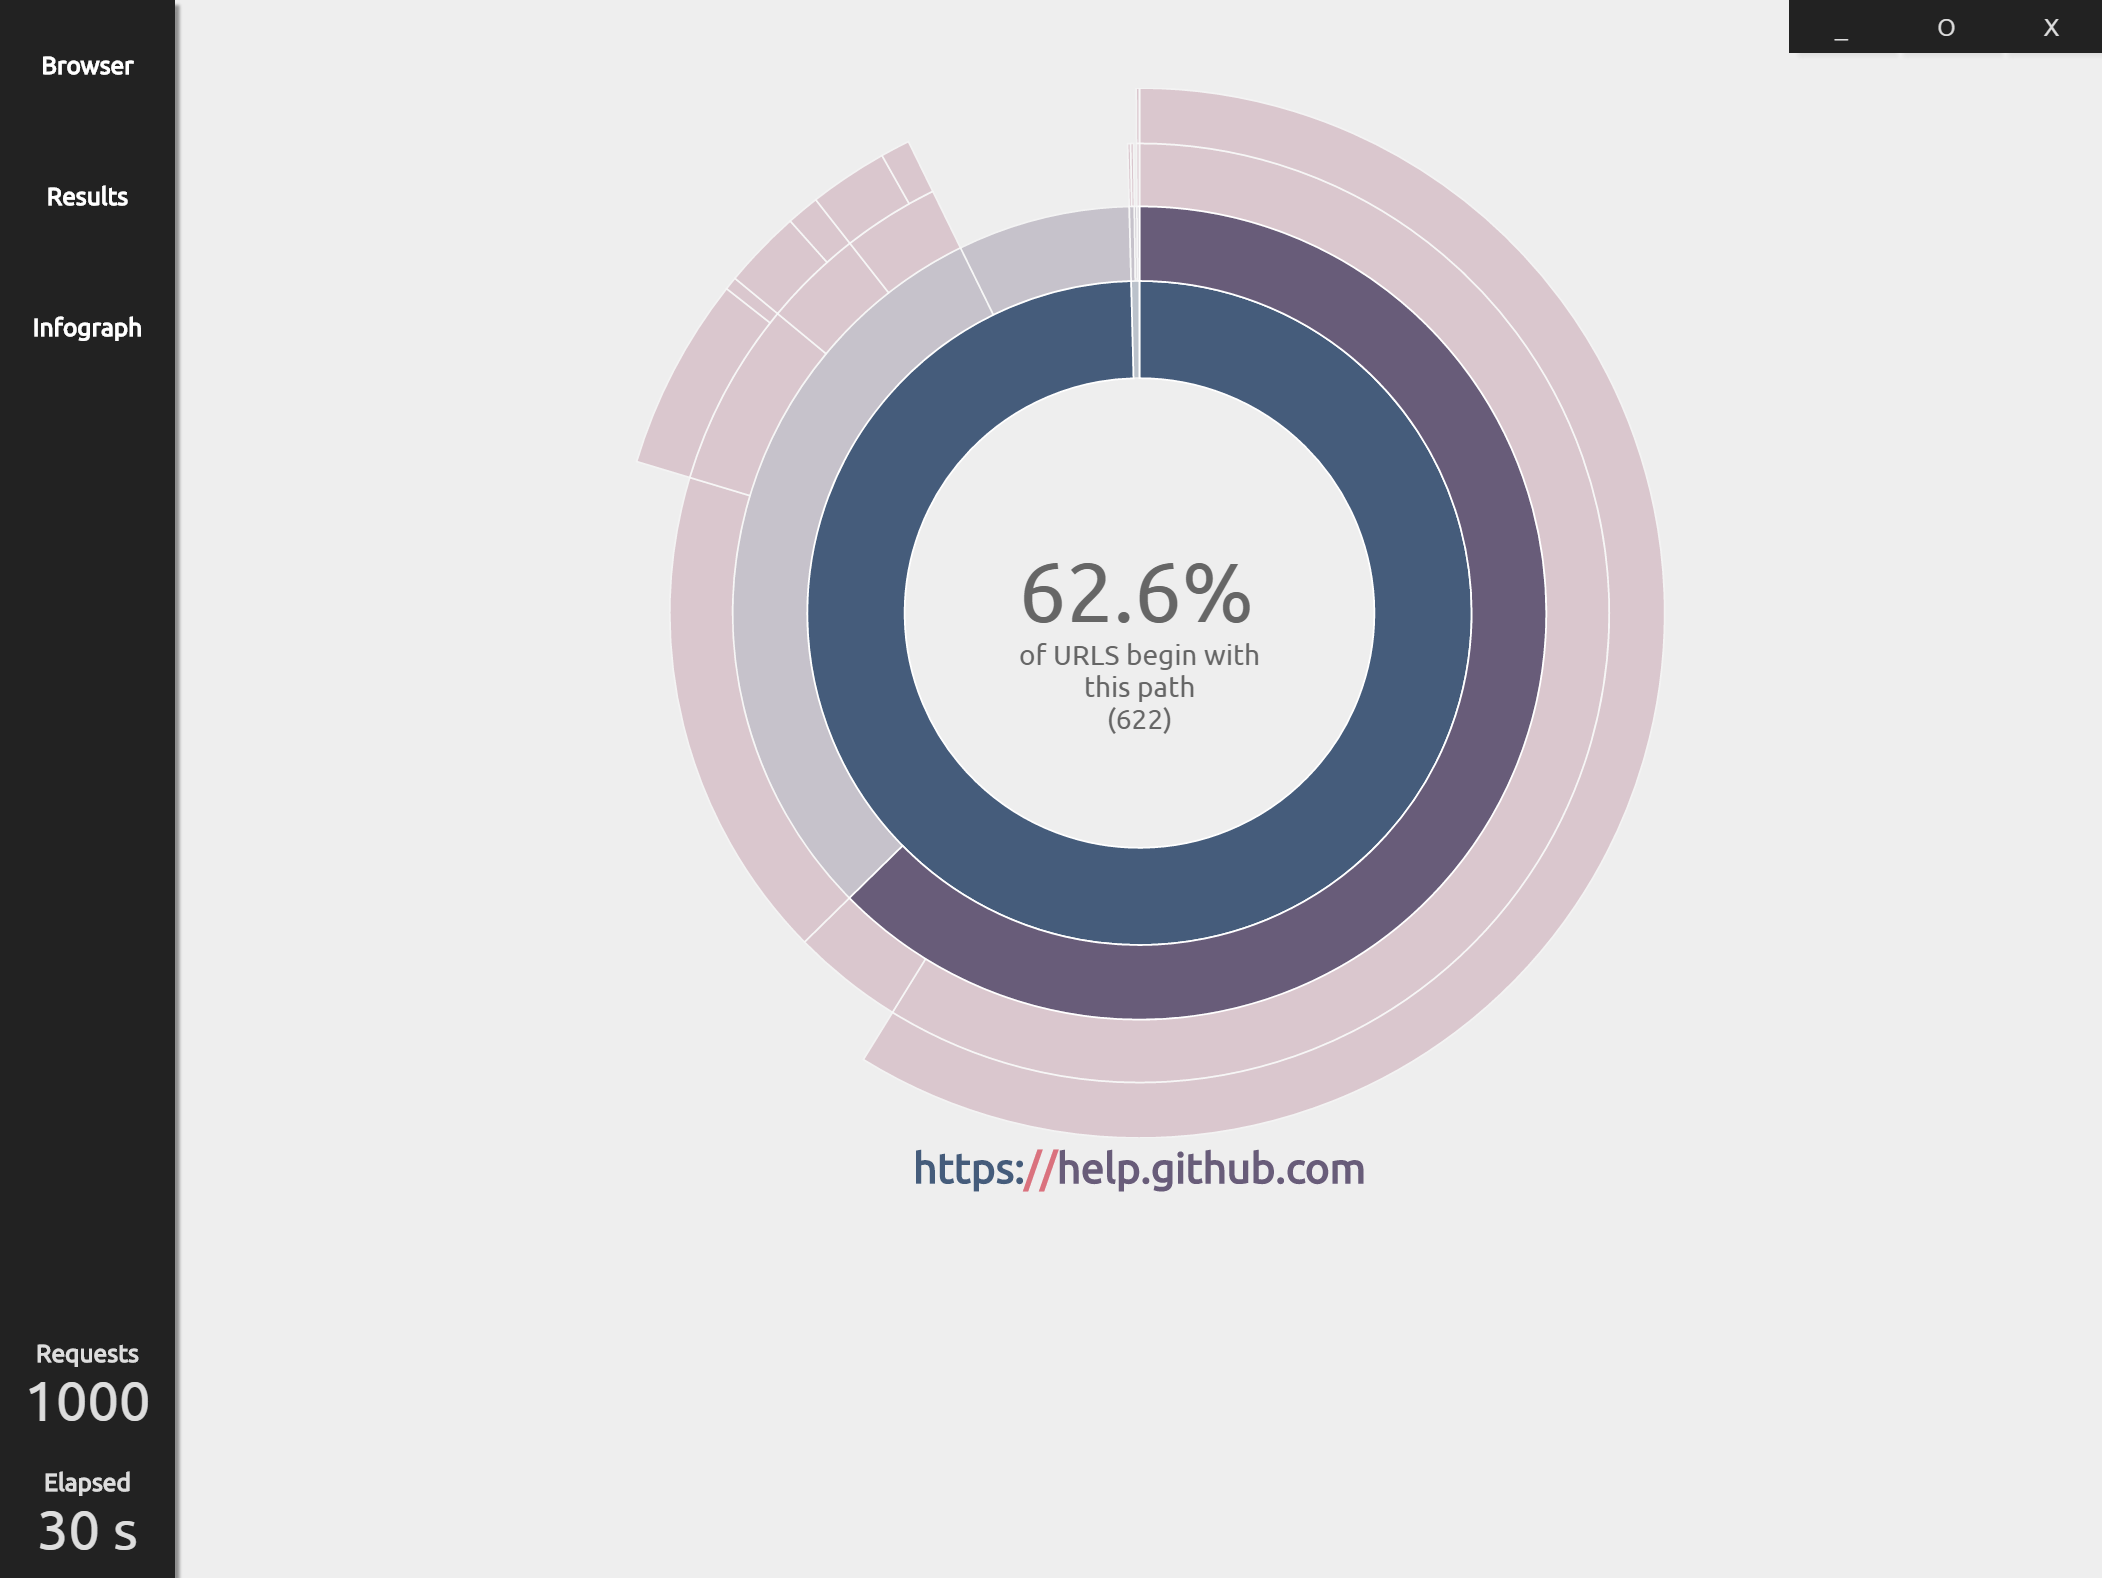 _ O X
Browser
Results
Infograph
62.6%
of URLS begin with
this path
(622)
https://help.github.com
Requests
1000
Elapsed
30 s